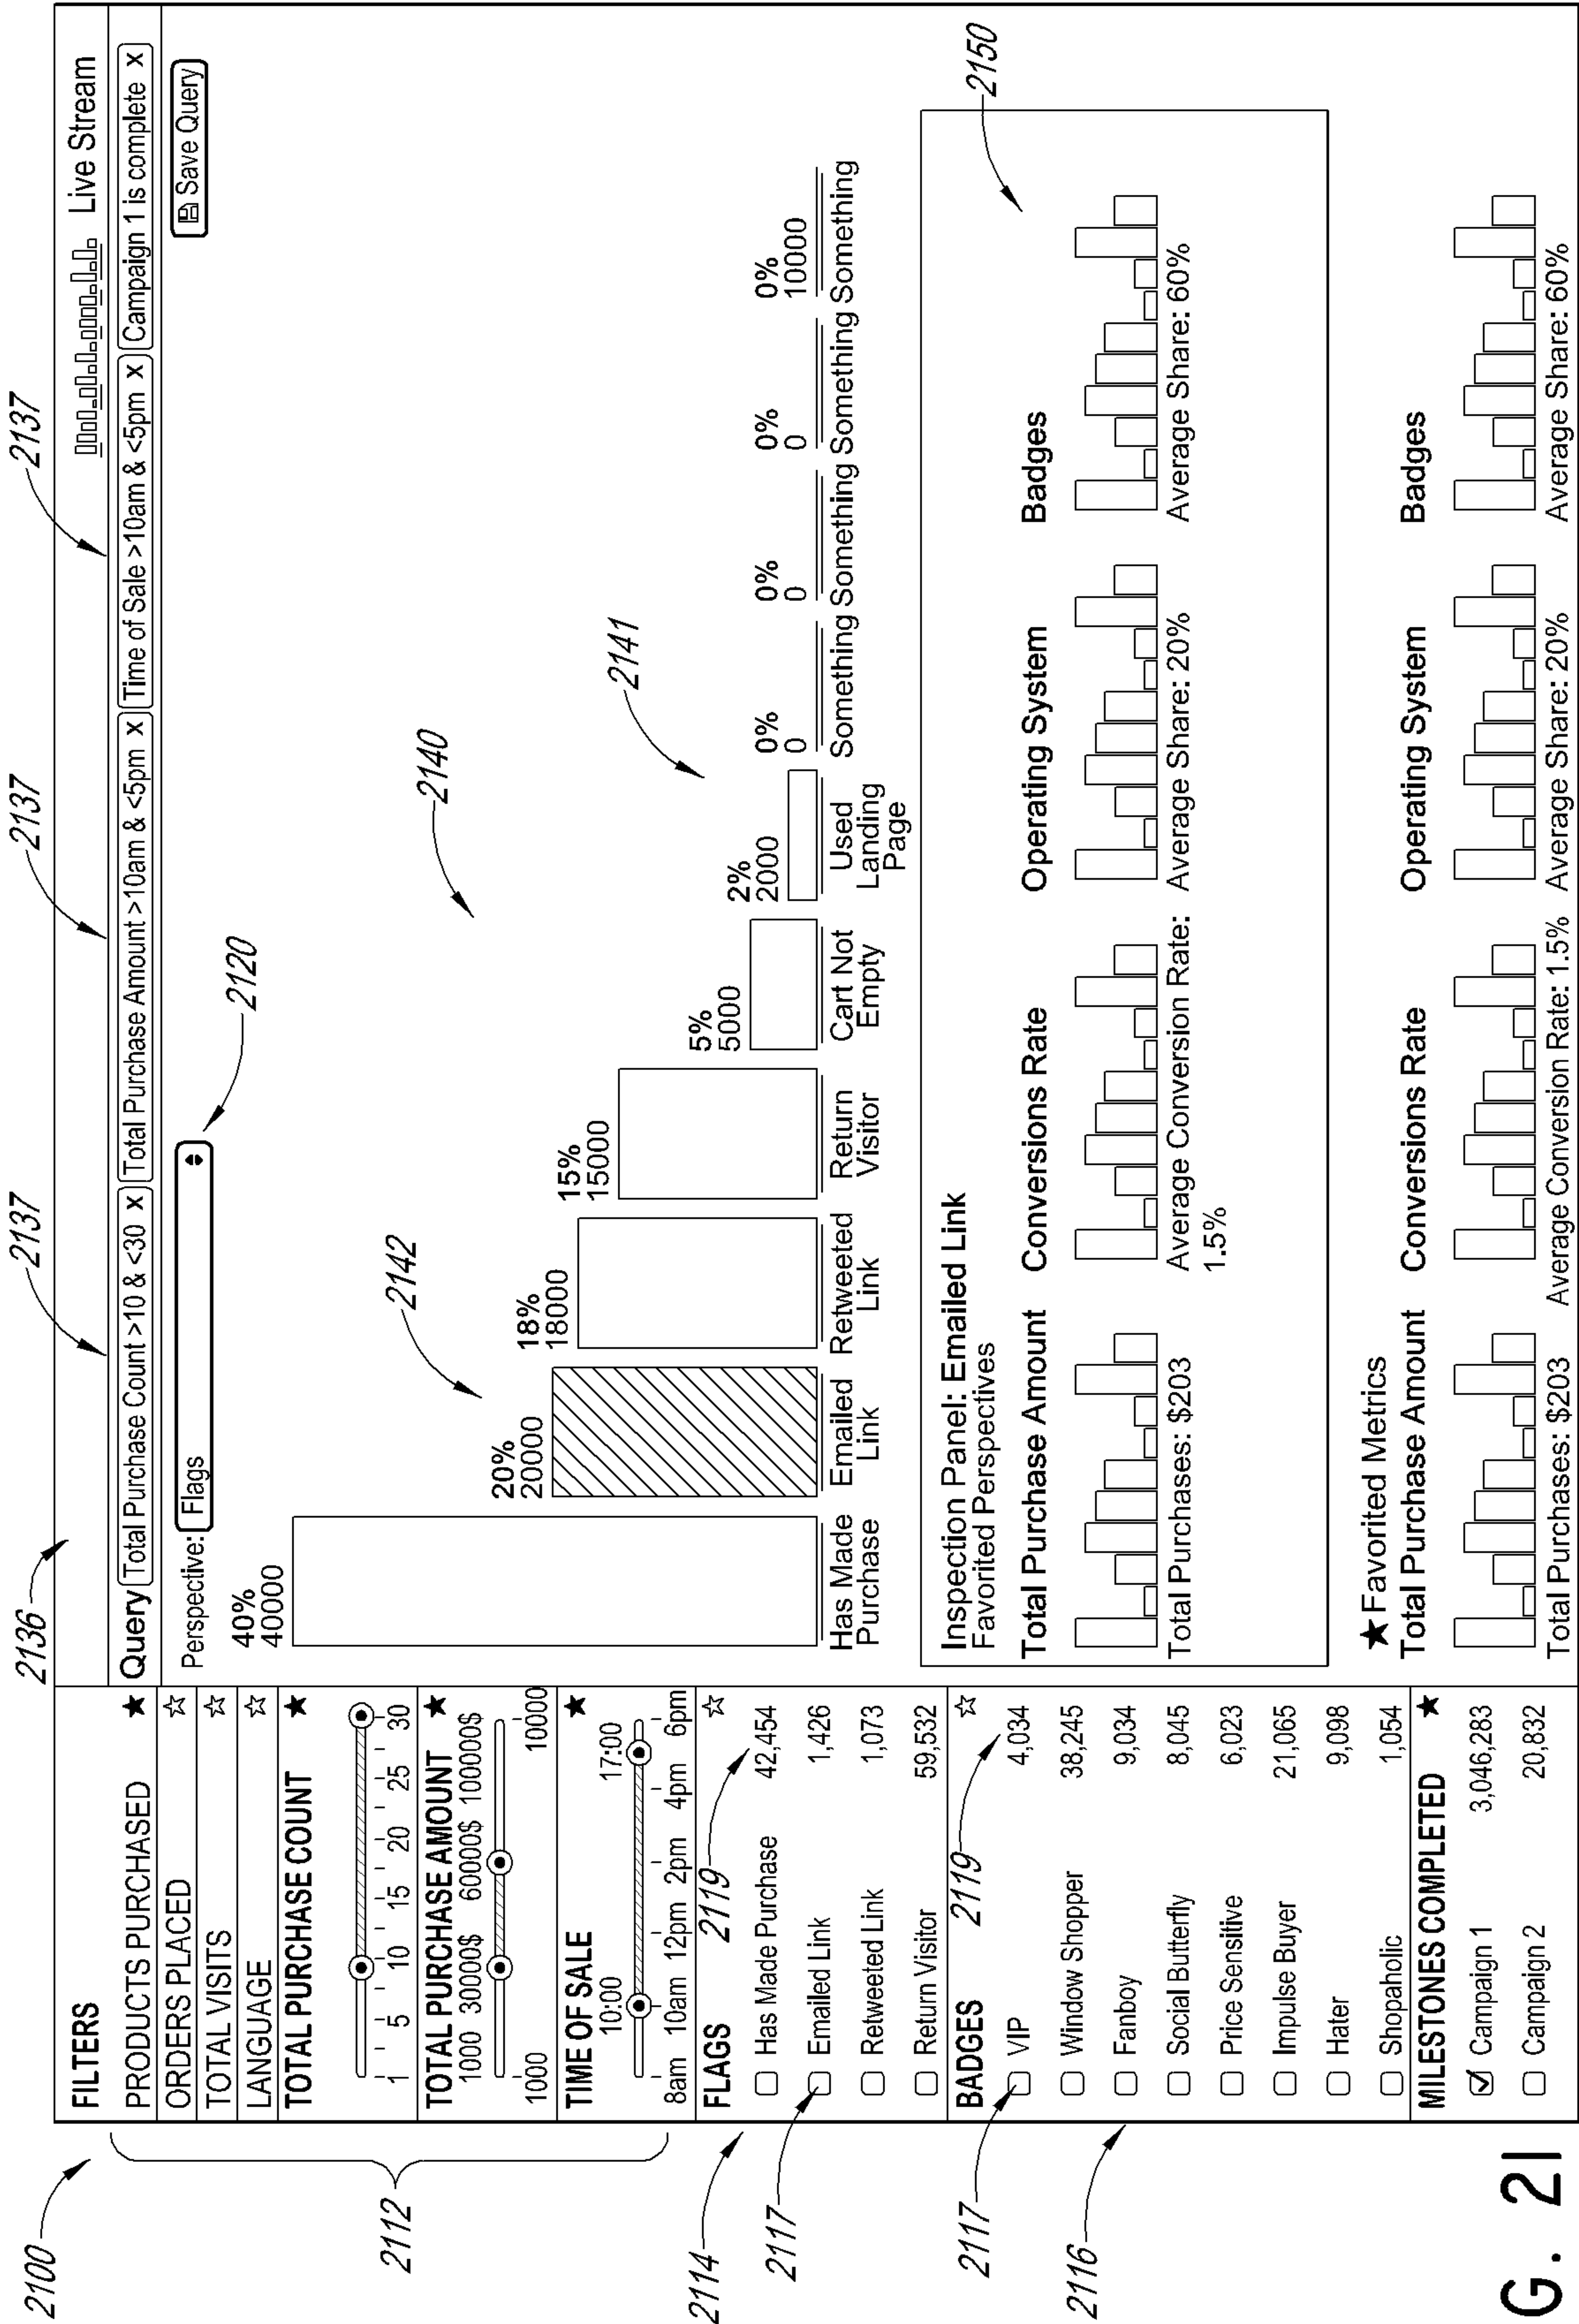 2100
2136
2137
2137
2137
FILTERS
Live Stream
PRODUCTS PURCHASED ★
ORDERS PLACED ☆
TOTAL VISITS ☆
LANGUAGE ☆
TOTAL PURCHASE COUNT ★
1 5 10 15 20 25 30
TOTAL PURCHASE AMOUNT ★
1000 30000$ 60000$ 100000$
1000 10000
TIME OF SALE ★
10:00 17:00
8am 10am 12pm 2pm 4pm 6pm
2112
FLAGS ☆
2119
Has Made Purchase 42,454
Emailed Link 1,426
Retweeted Link 1,073
Return Visitor 59,532
2114
2117
BADGES ☆
2119
VIP 4,034
Window Shopper 38,245
Fanboy 9,034
Social Butterfly 8,045
Price Sensitive 6,023
Impulse Buyer 21,065
Hater 9,098
Shopaholic 1,054
2117
2116
MILESTONES COMPLETED ★
Campaign 1 3,046,283
Campaign 2 20,832
Query Total Purchase Count >10 & <30 x Total Purchase Amount >10am & <5pm x Time of Sale >10am & <5pm x Campaign 1 is complete x
Perspective: Flags
2120
Save Query
40%
40000
Has Made
Purchase
20%
20000
Emailed
Link
2142
18%
18000
Retweeted
Link
15%
15000
Return
Visitor
5%
5000
Cart Not
Empty
2140
2%
2000
Used
Landing
Page
2141
0%
0
Something
0%
0
Something
0%
0
Something
0%
10000
Something
2150
Inspection Panel: Emailed Link
Favorited Perspectives
Total Purchase Amount
Total Purchases: $203
Conversions Rate
Average Conversion Rate:
1.5%
Operating System
Average Share: 20%
Badges
Average Share: 60%
★ Favorited Metrics
Total Purchase Amount
Total Purchases: $203
Conversions Rate
Average Conversion Rate: 1.5%
Operating System
Average Share: 20%
Badges
Average Share: 60%
G. 21